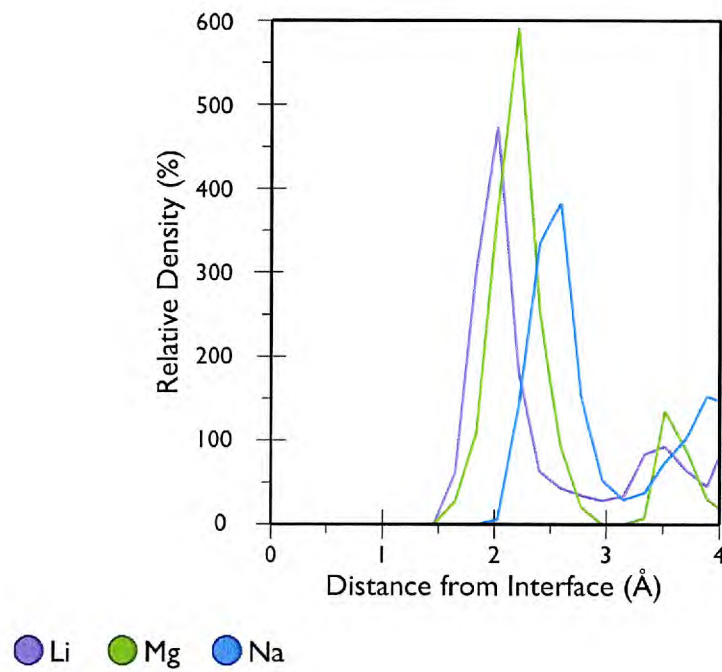 600
500
400
300
200
100
0
Relative Density (%)
0 1 2 3 4
Distance from Interface (Å)
Li Mg Na